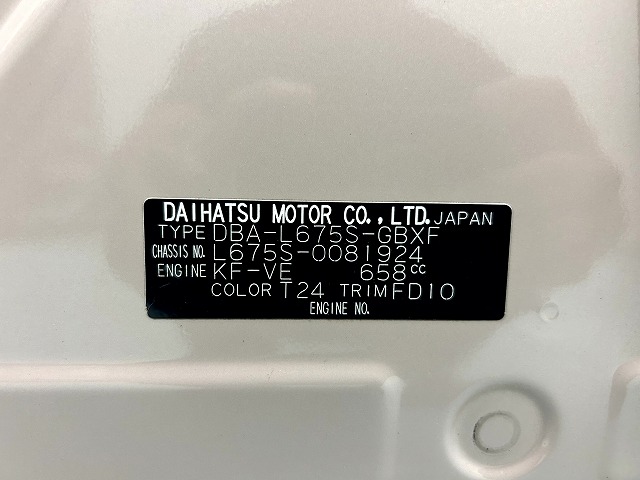 DAIHATSU MOTOR CO.,LTD. JAPAN
TYPE DBA-L675S-GBXF
CHASSIS NO. L675S-0081924
ENGINE KF-VE 658cc
COLOR T24 TRIM FD10
ENGINE NO.